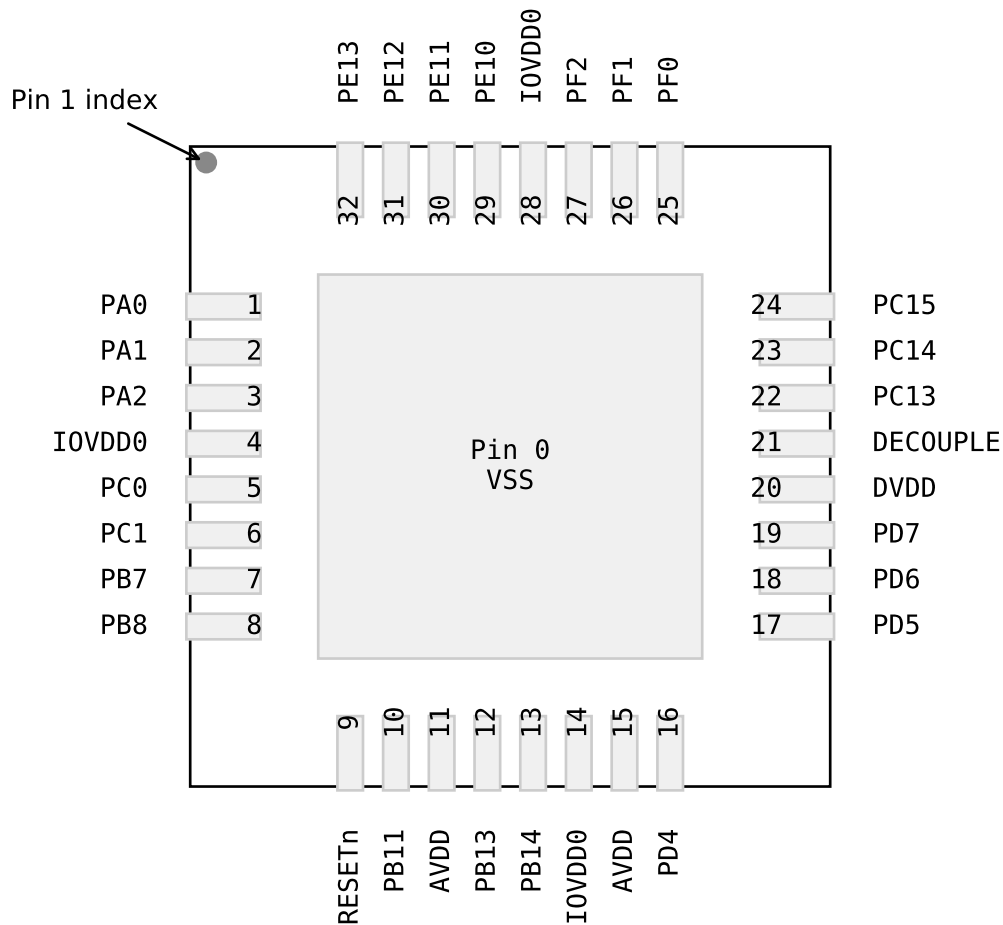 PE13 PE12 PE11 PE10 IOVDD0 PF2 PF1 PF0
Pin 1 index
32 31 30 29 28 27 26 25
PA0 1 24 PC15
PA1 2 23 PC14
PA2 3 22 PC13
IOVDD0 4 21 DECOUPLE
Pin 0
VSS
PC0 5 20 DVDD
PC1 6 19 PD7
PB7 7 18 PD6
PB8 8 17 PD5
9 10 11 12 13 14 15 16
RESETn PB11 AVDD PB13 PB14 IOVDD0 AVDD PD4